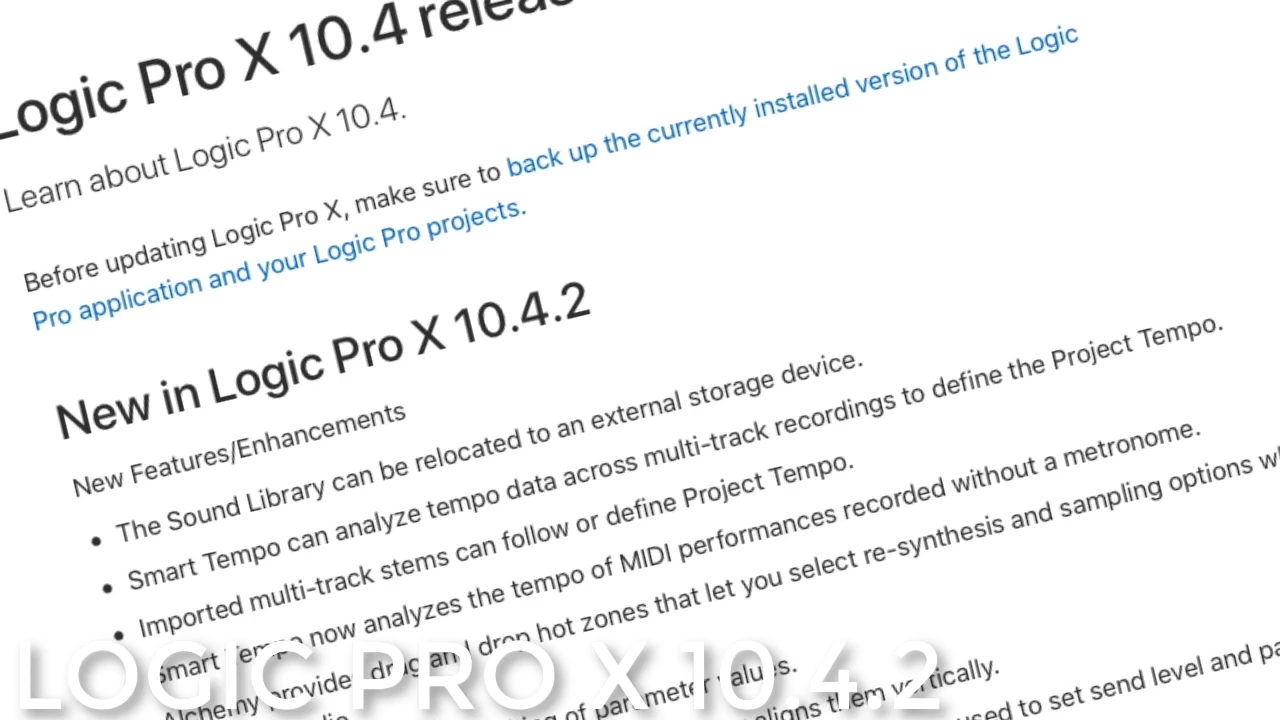 Logic Pro X 10.4 releas
Learn about Logic Pro X 10.4.
Before updating Logic Pro X, make sure to back up the currently installed version of the Logic
Pro application and your Logic Pro projects.
New in Logic Pro X 10.4.2
New Features/Enhancements
• The Sound Library can be relocated to an external storage device.
• Smart Tempo can analyze tempo data across multi-track recordings to define the Project Tempo.
• Imported multi-track stems can follow or define Project Tempo.
Smart Tempo now analyzes the tempo of MIDI performances recorded without a metronome.
Alchemy provides drag and drop hot zones that let you select re-synthesis and sampling options
of parameter values.
aligns them vertically.
used to set send level and
LOGIC PRO X 10.4.2